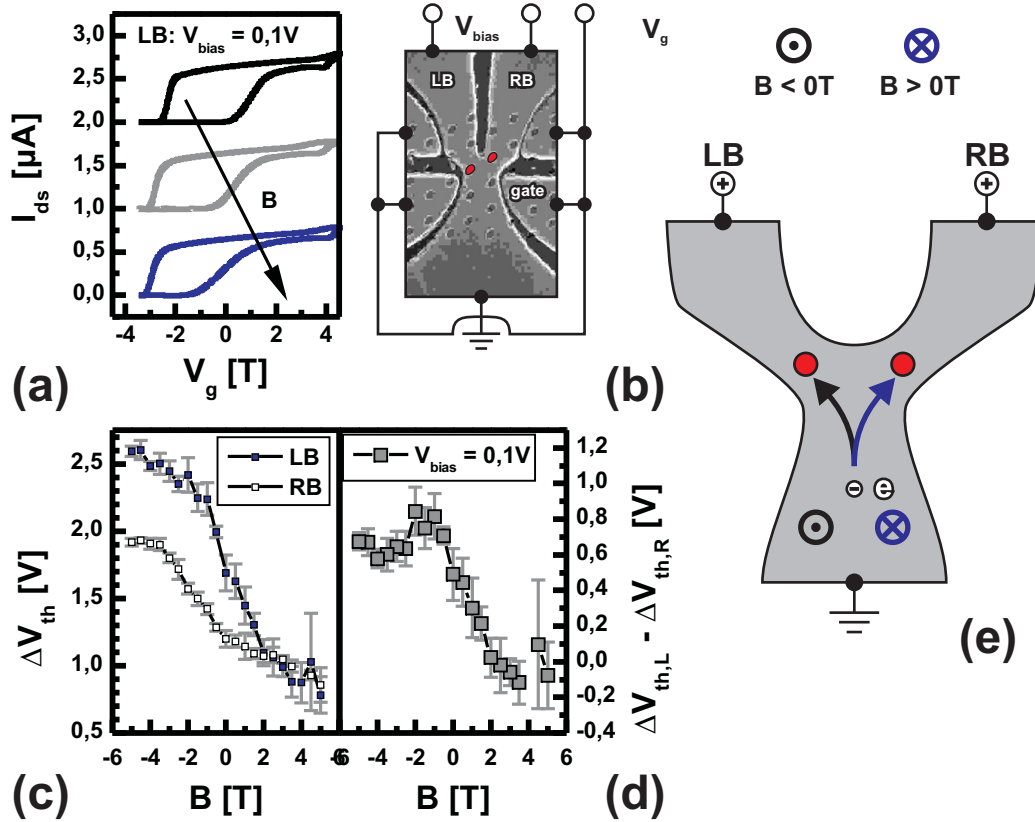 LB: V_bias = 0,1V
3,0
2,5
2,0
1,5
1,0
0,5
0,0
I_ds [µA]
B
-4 -2 0 2 4
V_g [T]
(a)
V_bias
LB RB
gate
(b)
V_g
B < 0T B > 0T
LB RB
+ +
- e
(e)
LB
RB
2,5
2,0
1,5
1,0
0,5
ΔV_th [V]
-6 -4 -2 0 2 4 6
B [T]
(c)
V_bias = 0,1V
1,2
1,0
0,8
0,6
0,4
0,2
0,0
-0,2
-0,4
ΔV_th,L - ΔV_th,R [V]
-6 -4 -2 0 2 4 6
B [T]
(d)